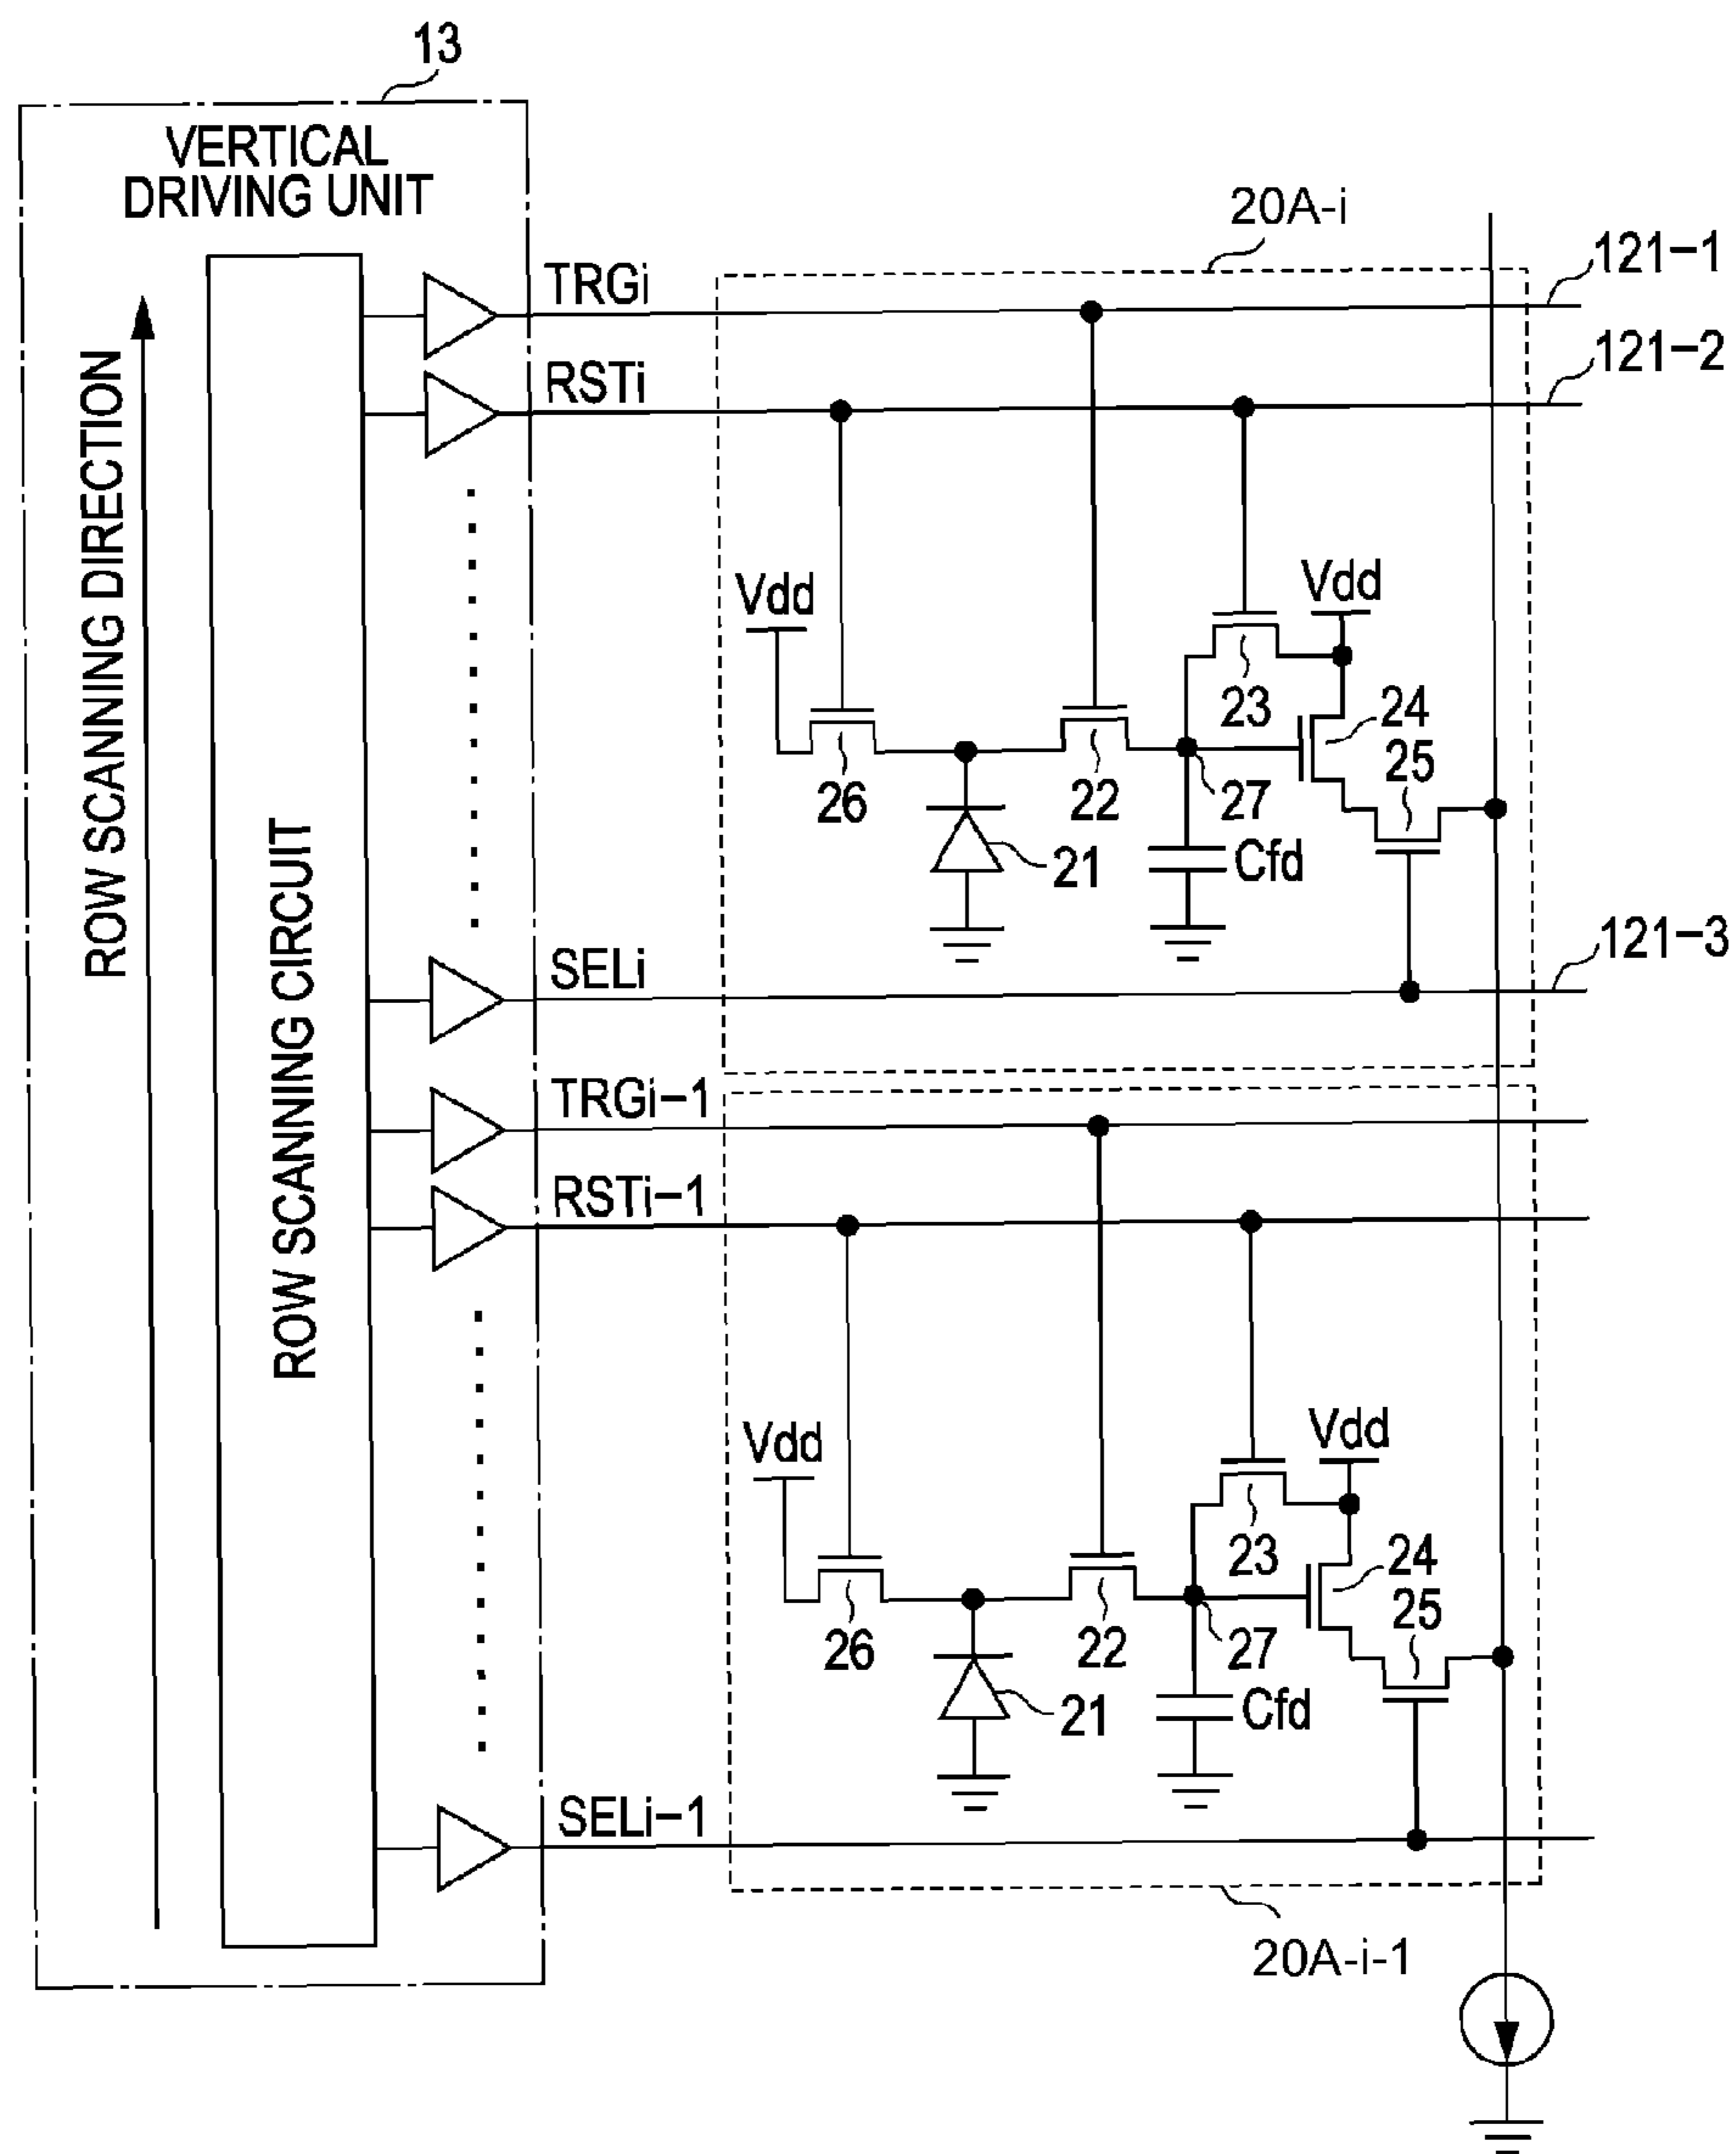 13
VERTICAL
DRIVING UNIT
ROW SCANNING DIRECTION
ROW SCANNING CIRCUIT
20A-i
TRGi
121-1
RSTi
121-2
Vdd
Vdd
23
24
25
26
22
27
21
Cfd
SELi
121-3
TRGi-1
RSTi-1
Vdd
Vdd
23
24
25
26
22
27
21
Cfd
SELi-1
20A-i-1